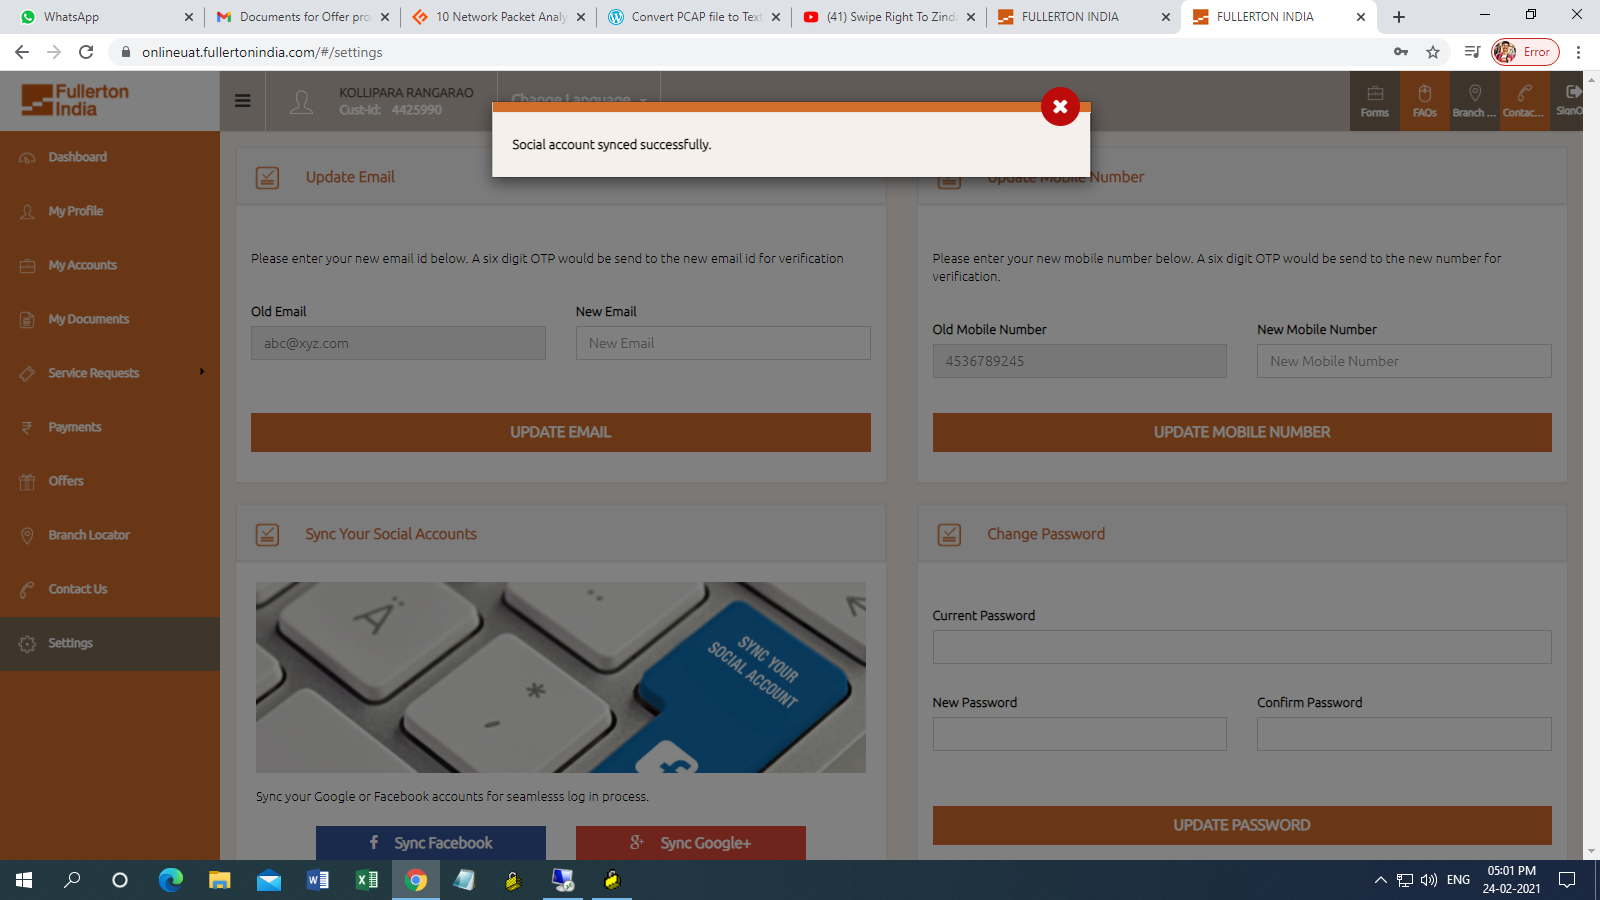 WhatsApp
Documents for Offer pro
10 Network Packet Analy
Convert PCAP file to Text
(41) Swipe Right To Zind
FULLERTON INDIA
FULLERTON INDIA
onlineuat.fullertonindia.com/#/settings
Error
Fullerton
India
KOLLIPARA RANGARAO
Cust-Id: 4425990
Change Language
Forms
FAQs
Branch ...
Contac...
SignO
Social account synced successfully.
Dashboard
My Profile
My Accounts
My Documents
Service Requests
Payments
Offers
Branch Locator
Contact Us
Settings
Update Email
Please enter your new email id below. A six digit OTP would be send to the new email id for verification
Old Email
New Email
abc@xyz.com
New Email
UPDATE EMAIL
Update Mobile Number
Please enter your new mobile number below. A six digit OTP would be send to the new number for
verification.
Old Mobile Number
New Mobile Number
4536789245
New Mobile Number
UPDATE MOBILE NUMBER
Sync Your Social Accounts
Ä
*
-
SYNC YOUR
SOCIAL ACCOUNT
f
Sync your Google or Facebook accounts for seamlesss log in process.
f Sync Facebook
g+ Sync Google+
Change Password
Current Password
New Password
Confirm Password
UPDATE PASSWORD
ENG
05:01 PM
24-02-2021